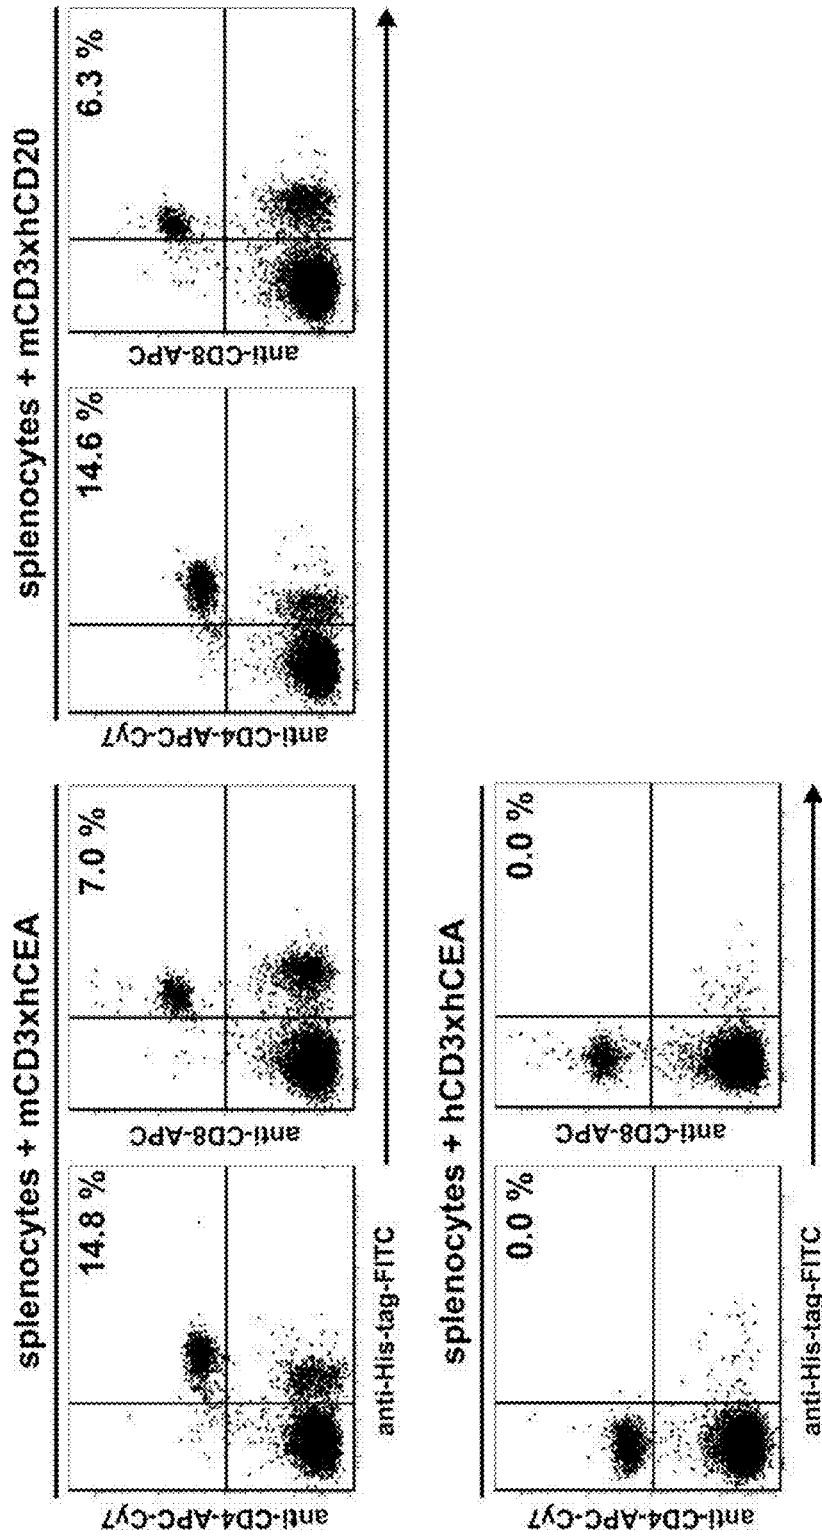 splenocytes + mCD3xhCEA
splenocytes + mCD3xhCD20
anti-CD4-APC-Cy7
14.8 %
anti-CD8-APC
7.0 %
anti-CD4-APC-Cy7
14.6 %
anti-CD8-APC
6.3 %
anti-His-tag-FITC
splenocytes + hCD3xhCEA
anti-CD4-APC-Cy7
0.0 %
anti-CD8-APC
0.0 %
anti-His-tag-FITC